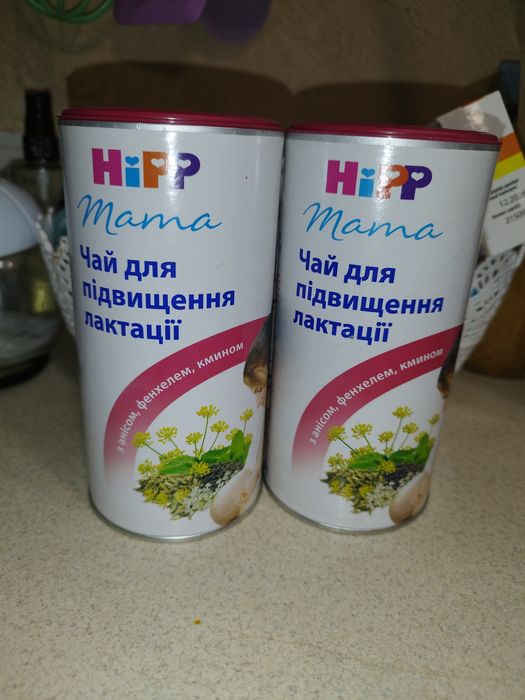 HiPP
Mama
Чай для
підвищення
лактації
з анісом, фенхелем, кмином
HiPP
Mama
Чай для
підвищення
лактації
з анісом, фенхелем, кмином